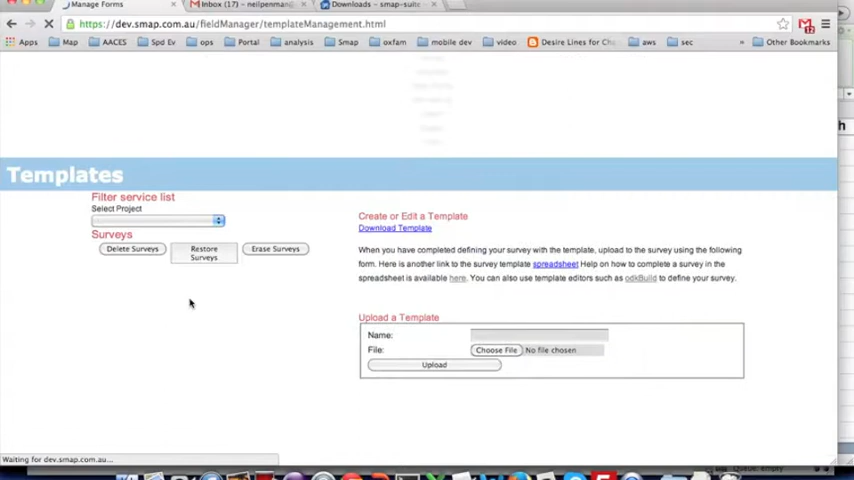 Manage Forms
Inbox (17) – neilpenman@
Downloads – smap-suite
https://dev.smap.com.au/fieldManager/templateManagement.html
Apps Map AACES Spd Ev ops Portal analysis Smap oxfam mobile dev video Desire Lines for Cha aws sec » Other Bookmarks
Templates
Filter service list
Select Project
Surveys
Delete Surveys
Restore
Surveys
Erase Surveys
Create or Edit a Template
Download Template
When you have completed defining your survey with the template, upload to the survey using the following
form. Here is another link to the survey template spreadsheet Help on how to complete a survey in the
spreadsheet is available here. You can also use template editors such as odkBuild to define your survey.
Upload a Template
Name:
File: Choose File No file chosen
Upload
Waiting for dev.smap.com.au...
Queue: empty